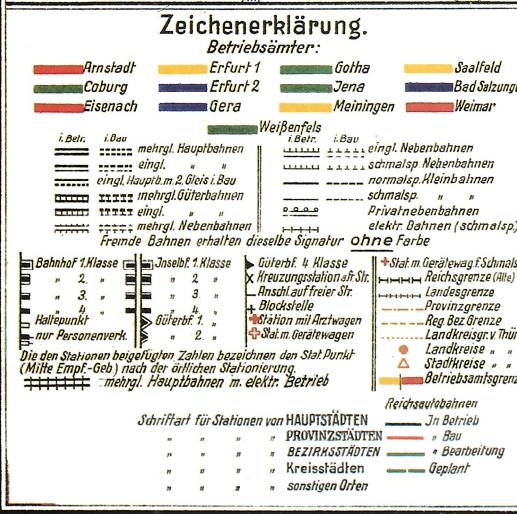 Zeichenerklärung.
Betriebsämter:
Arnstadt Erfurt 1 Gotha Saalfeld
Coburg Erfurt 2 Jena Bad Salzung
Eisenach Gera Meiningen Weimar
Weißenfels
i.Betr. i.Bau i.Betr. i.Bau
mehrgl. Hauptbahnen eingl. Nebenbahnen
eingl. " " schmalsp. Nebenbahnen
eingl. Hauptb.m.2.Gleis i.Bau normalsp. Kleinbahnen
mehrgl. Güterbahnen schmalsp. " "
eingl. " " Privatnebenbahnen
mehrgl. Nebenbahnen elektr. Bahnen (schmalsp)
Fremde Bahnen erhalten dieselbe Signatur ohne Farbe
Bahnhof 1.Klasse Inselbf. 1.Klasse Güterbf. 4 Klasse Stat.m.Gerätewag.f.Schmals
" 2. " " 2 " Kreuzungsstation a.fr. Str. Reichsgrenze (Alte)
" 3. " " 3. " Anschl. auf freier Str. Landesgrenze
" 4. " " 4. " Blockstelle Provinzgrenze
Haltepunkt Güterbf. 1. " Station mit Arztwagen Reg. Bez Grenze
nur Personenverk. " 2. " Stat.m.Gerätewagen Landkreisgr. v Thür
Die den Stationen beigefügten Zahlen bezeichnen den Stat. Punkt Landkreise " "
(Mitte Empf.-Geb) nach der örtlichen Stationierung. Stadtkreise " "
mehrgl. Hauptbahnen m. elektr. Betrieb Betriebsamtsgrenz
Reichsautobahnen
Schriftart für Stationen von HAUPTSTÄDTEN In Betrieb
" " " " PROVINZSTÄDTEN " Bau
" " " " BEZIRKSSTÄDTEN " Bearbeitung
" " " " Kreisstädten Geplant
" " " " sonstigen Orten